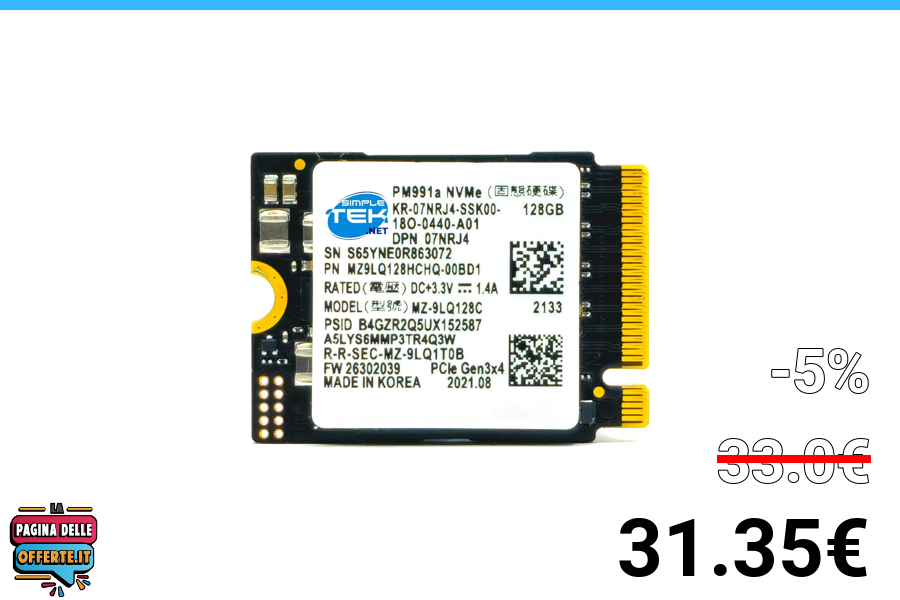 PM991a NVMe (固態硬碟)
SIMPLE
TEK
.NET
KR-07NRJ4-SSK00-
128GB
18O-0440-A01
DPN 07NRJ4
SN S65YNE0R863072
PN MZ9LQ128HCHQ-00BD1
RATED(電壓) DC+3.3V ⎓ 1.4A
MODEL(型號) MZ-9LQ128C
2133
PSID B4GZR2Q5UX152587
A5LYS6MMP3TR4Q3W
R-R-SEC-MZ-9LQ1T0B
FW 26302039
PCIe Gen3x4
MADE IN KOREA
2021.08
-5%
33.0€
31.35€
LA
PAGINA DELLE
OFFERTE.IT